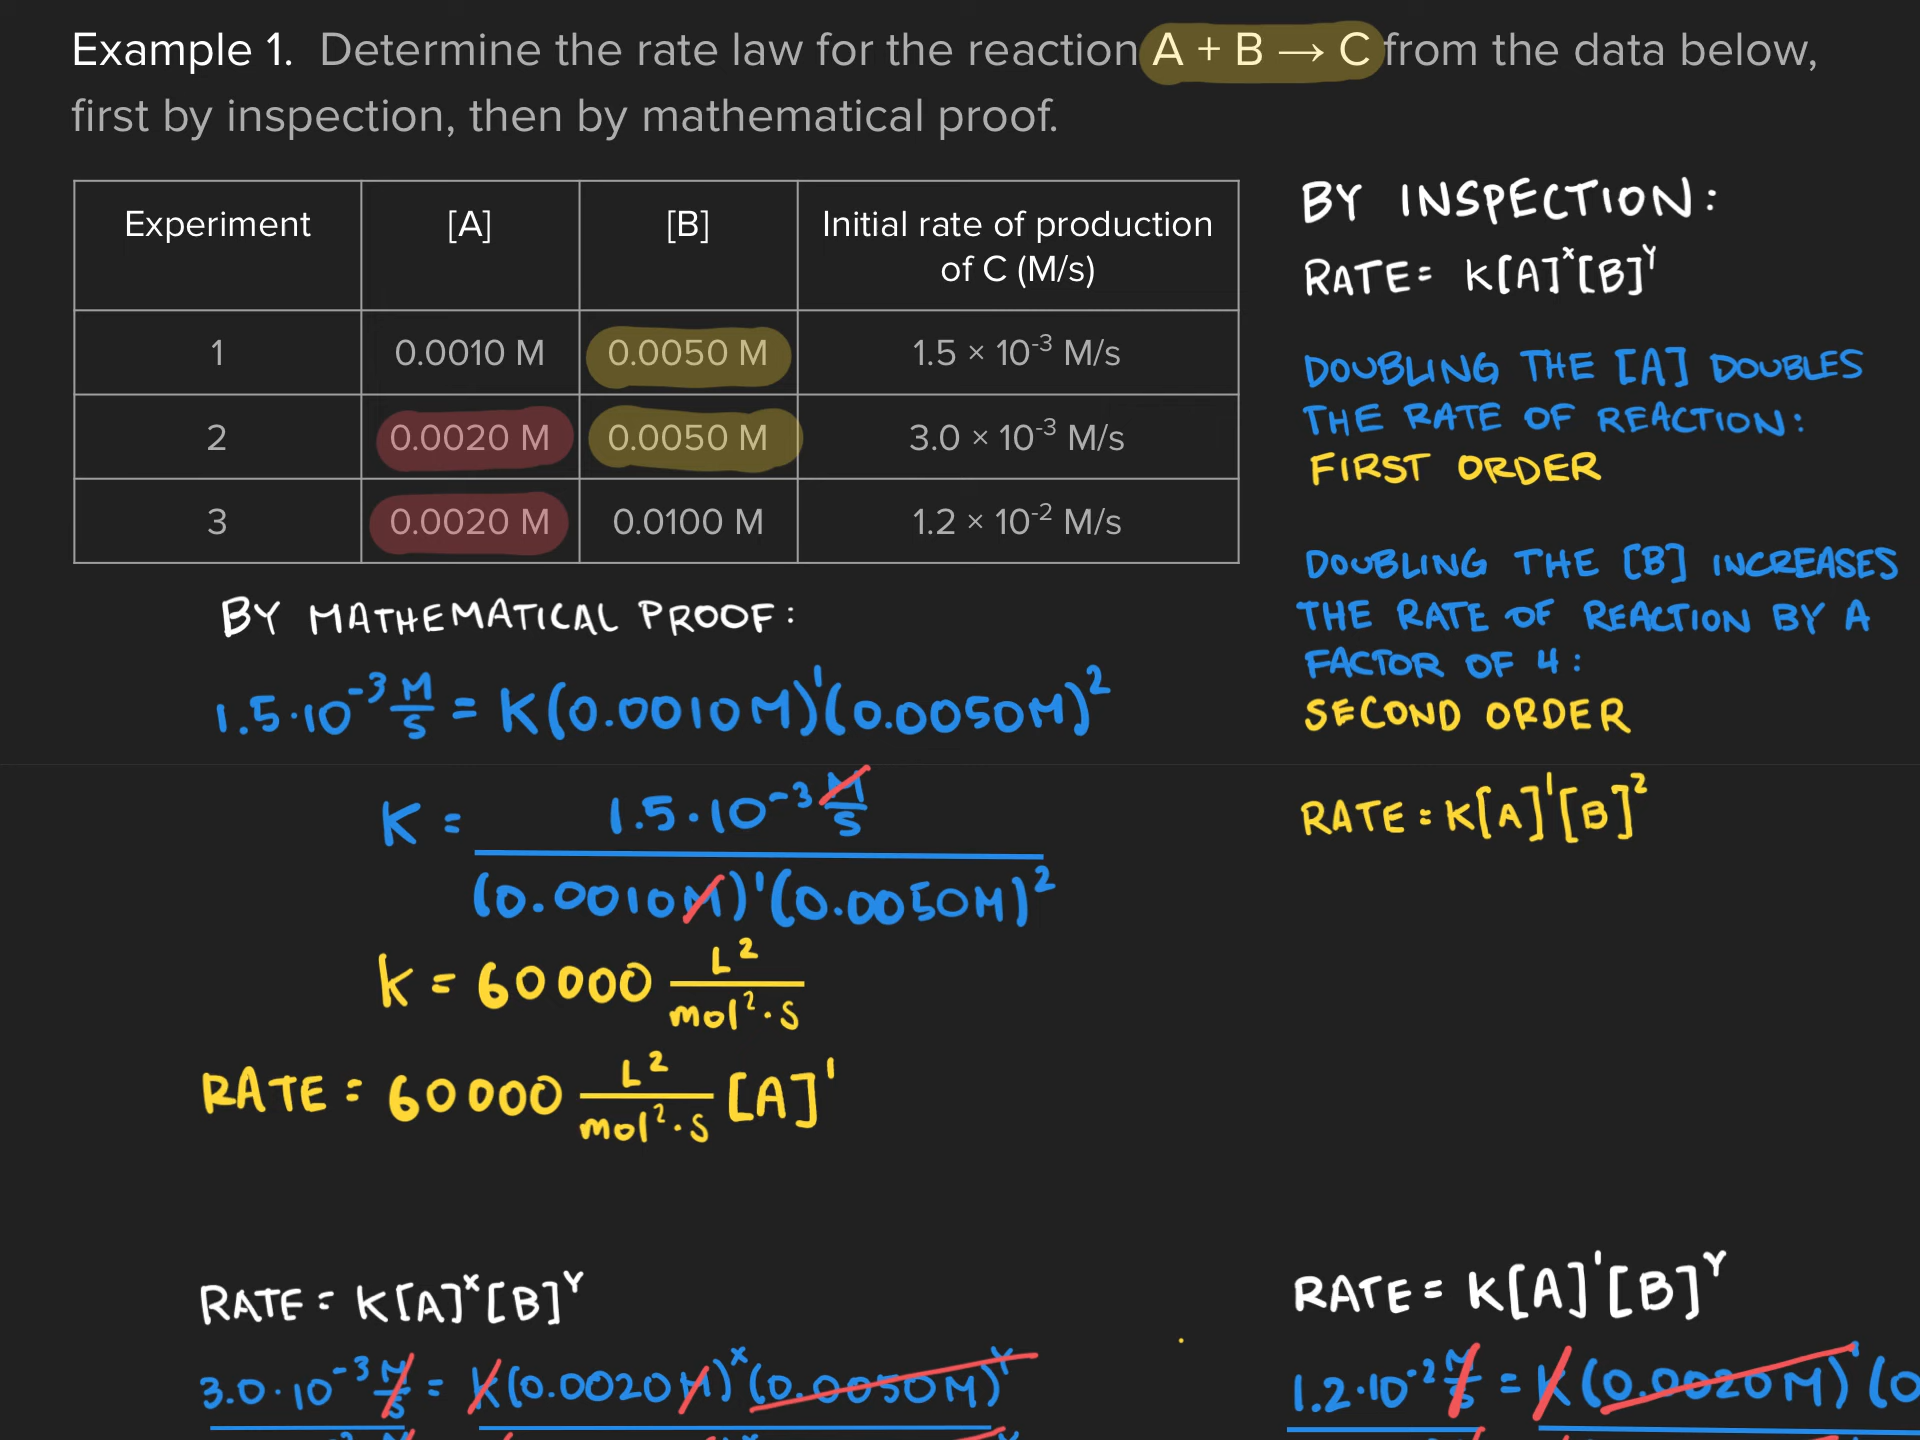 Example 1. Determine the rate law for the reaction A + B → C from the data below,
first by inspection, then by mathematical proof.
Experiment [A] [B] Initial rate of production of C (M/s)
1 0.0010 M 0.0050 M 1.5 × 10⁻³ M/s
2 0.0020 M 0.0050 M 3.0 × 10⁻³ M/s
3 0.0020 M 0.0100 M 1.2 × 10⁻² M/s
BY INSPECTION:
RATE = K[A]ˣ[B]ʸ
DOUBLING THE [A] DOUBLES
THE RATE OF REACTION:
FIRST ORDER
DOUBLING THE [B] INCREASES
THE RATE OF REACTION BY A
FACTOR OF 4:
SECOND ORDER
RATE = K[A]¹[B]²
BY MATHEMATICAL PROOF:
1.5·10⁻³ M/S = K(0.0010M)¹(0.0050M)²
K = 1.5·10⁻³ M/S
(0.0010M)¹(0.0050M)²
K = 60000 L²/mol²·S
RATE = 60000 L²/mol²·S [A]¹
RATE = K[A]ˣ[B]ʸ
3.0·10⁻³ M/S = K(0.0020M)ˣ(0.0050M)ʸ
RATE = K[A]¹[B]ʸ
1.2·10⁻² M/S = K(0.0020M)¹(0